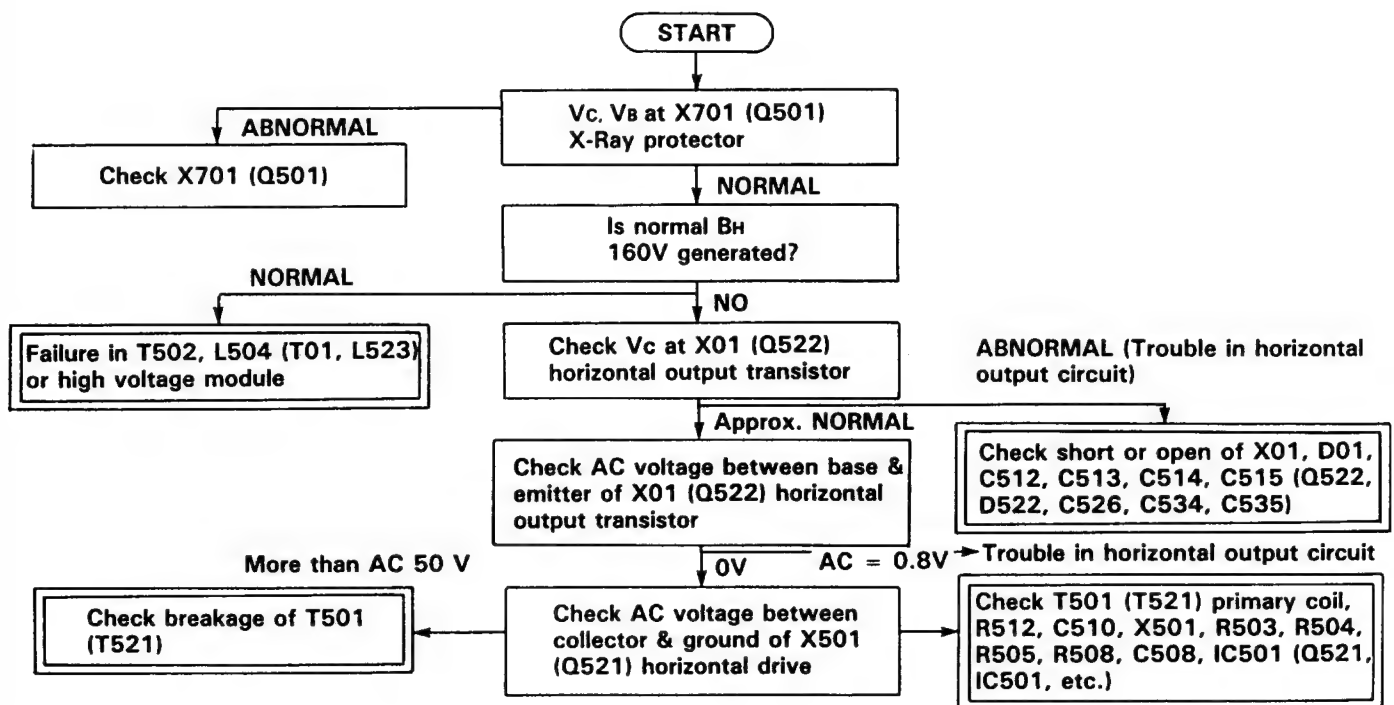 START
Vc, VB at X701 (Q501)
X-Ray protector
ABNORMAL
Check X701 (Q501)
NORMAL
Is normal BH
160V generated?
NORMAL
NO
Failure in T502, L504 (T01, L523)
or high voltage module
Check Vc at X01 (Q522)
horizontal output transistor
ABNORMAL (Trouble in horizontal
output circuit)
Approx. NORMAL
Check short or open of X01, D01,
C512, C513, C514, C515 (Q522,
D522, C526, C534, C535)
Check AC voltage between base &
emitter of X01 (Q522) horizontal
output transistor
More than AC 50 V
0V
AC = 0.8V
Trouble in horizontal output circuit
Check breakage of T501
(T521)
Check AC voltage between
collector & ground of X501
(Q521) horizontal drive
Check T501 (T521) primary coil,
R512, C510, X501, R503, R504,
R505, R508, C508, IC501 (Q521,
IC501, etc.)